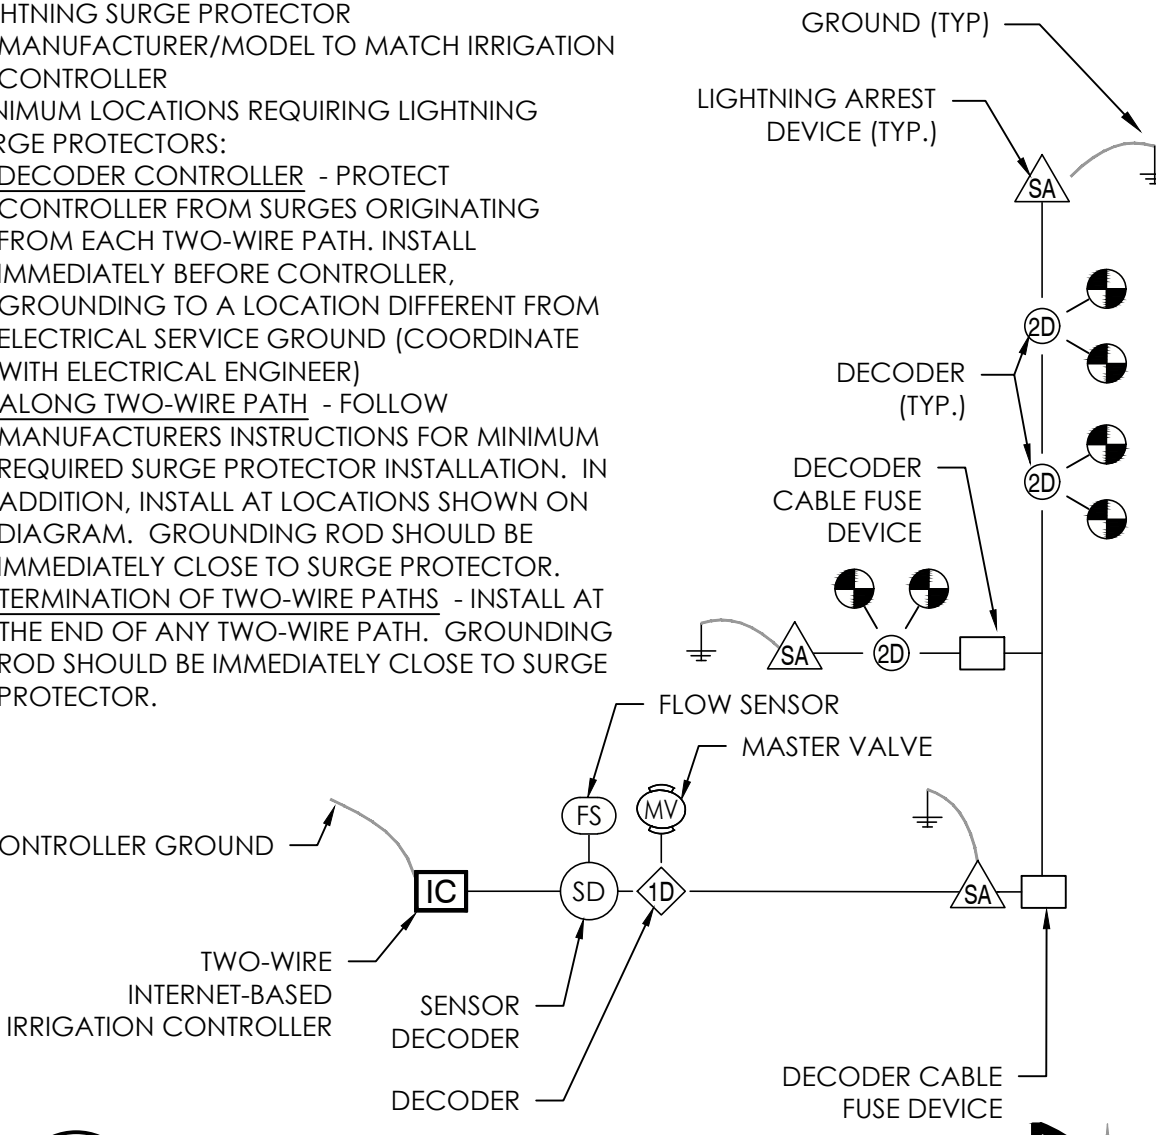 HTNING SURGE PROTECTOR
MANUFACTURER/MODEL TO MATCH IRRIGATION
CONTROLLER
NIMUM LOCATIONS REQUIRING LIGHTNING
RGE PROTECTORS:
DECODER CONTROLLER - PROTECT
CONTROLLER FROM SURGES ORIGINATING
FROM EACH TWO-WIRE PATH. INSTALL
IMMEDIATELY BEFORE CONTROLLER,
GROUNDING TO A LOCATION DIFFERENT FROM
ELECTRICAL SERVICE GROUND (COORDINATE
WITH ELECTRICAL ENGINEER)
ALONG TWO-WIRE PATH - FOLLOW
MANUFACTURERS INSTRUCTIONS FOR MINIMUM
REQUIRED SURGE PROTECTOR INSTALLATION. IN
ADDITION, INSTALL AT LOCATIONS SHOWN ON
DIAGRAM. GROUNDING ROD SHOULD BE
IMMEDIATELY CLOSE TO SURGE PROTECTOR.
TERMINATION OF TWO-WIRE PATHS - INSTALL AT
THE END OF ANY TWO-WIRE PATH. GROUNDING
ROD SHOULD BE IMMEDIATELY CLOSE TO SURGE
PROTECTOR.
GROUND (TYP)
LIGHTNING ARREST
DEVICE (TYP.)
SA
2D
DECODER
(TYP.)
2D
DECODER
CABLE FUSE
DEVICE
SA
2D
FLOW SENSOR
MASTER VALVE
FS
MV
ONTROLLER GROUND
IC
SD
1D
SA
TWO-WIRE
INTERNET-BASED
IRRIGATION CONTROLLER
SENSOR
DECODER
DECODER
DECODER CABLE
FUSE DEVICE